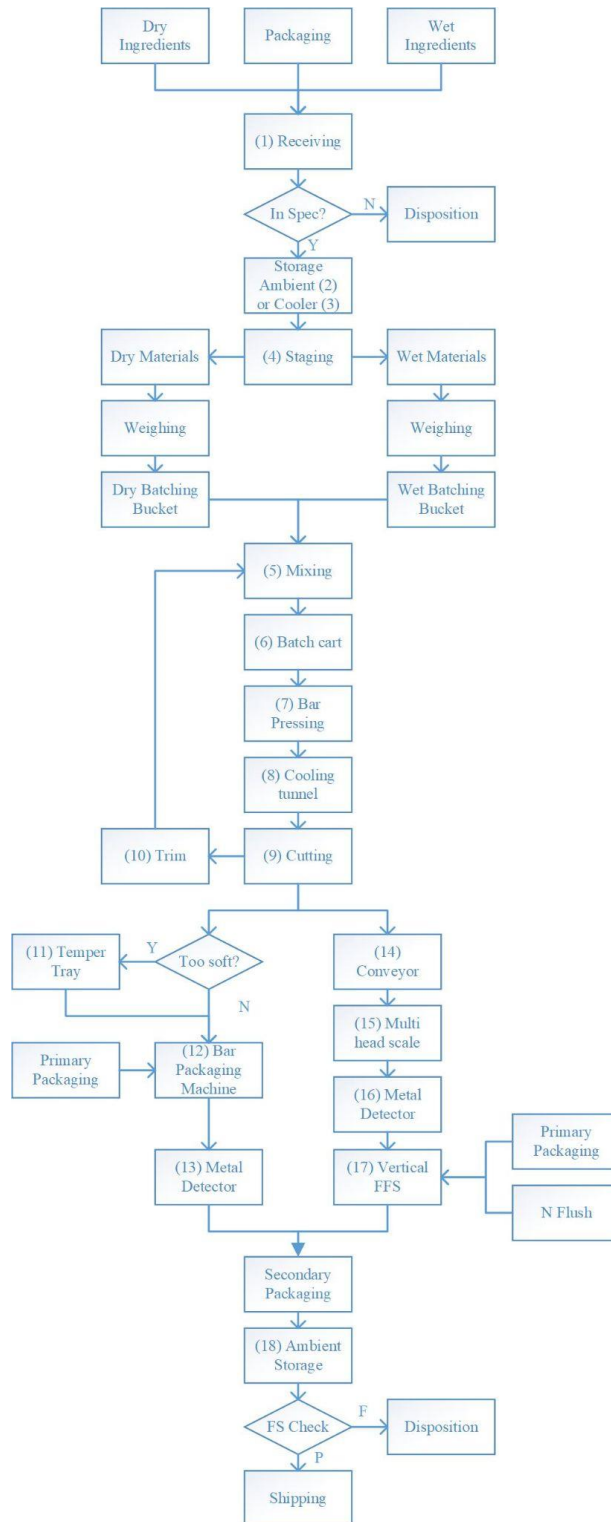 Dry
Ingredients
Packaging
Wet
Ingredients
(1) Receiving
In Spec?
N
Disposition
Y
Storage
Ambient (2)
or Cooler (3)
Dry Materials
(4) Staging
Wet Materials
Weighing
Weighing
Dry Batching
Bucket
Wet Batching
Bucket
(5) Mixing
(6) Batch cart
(7) Bar
Pressing
(8) Cooling
tunnel
(10) Trim
(9) Cutting
(11) Temper
Tray
Y
Too soft?
N
(14)
Conveyor
(15) Multi
head scale
Primary
Packaging
(12) Bar
Packaging
Machine
(16) Metal
Detector
(13) Metal
Detector
(17) Vertical
FFS
Primary
Packaging
N Flush
Secondary
Packaging
(18) Ambient
Storage
FS Check
F
Disposition
P
Shipping